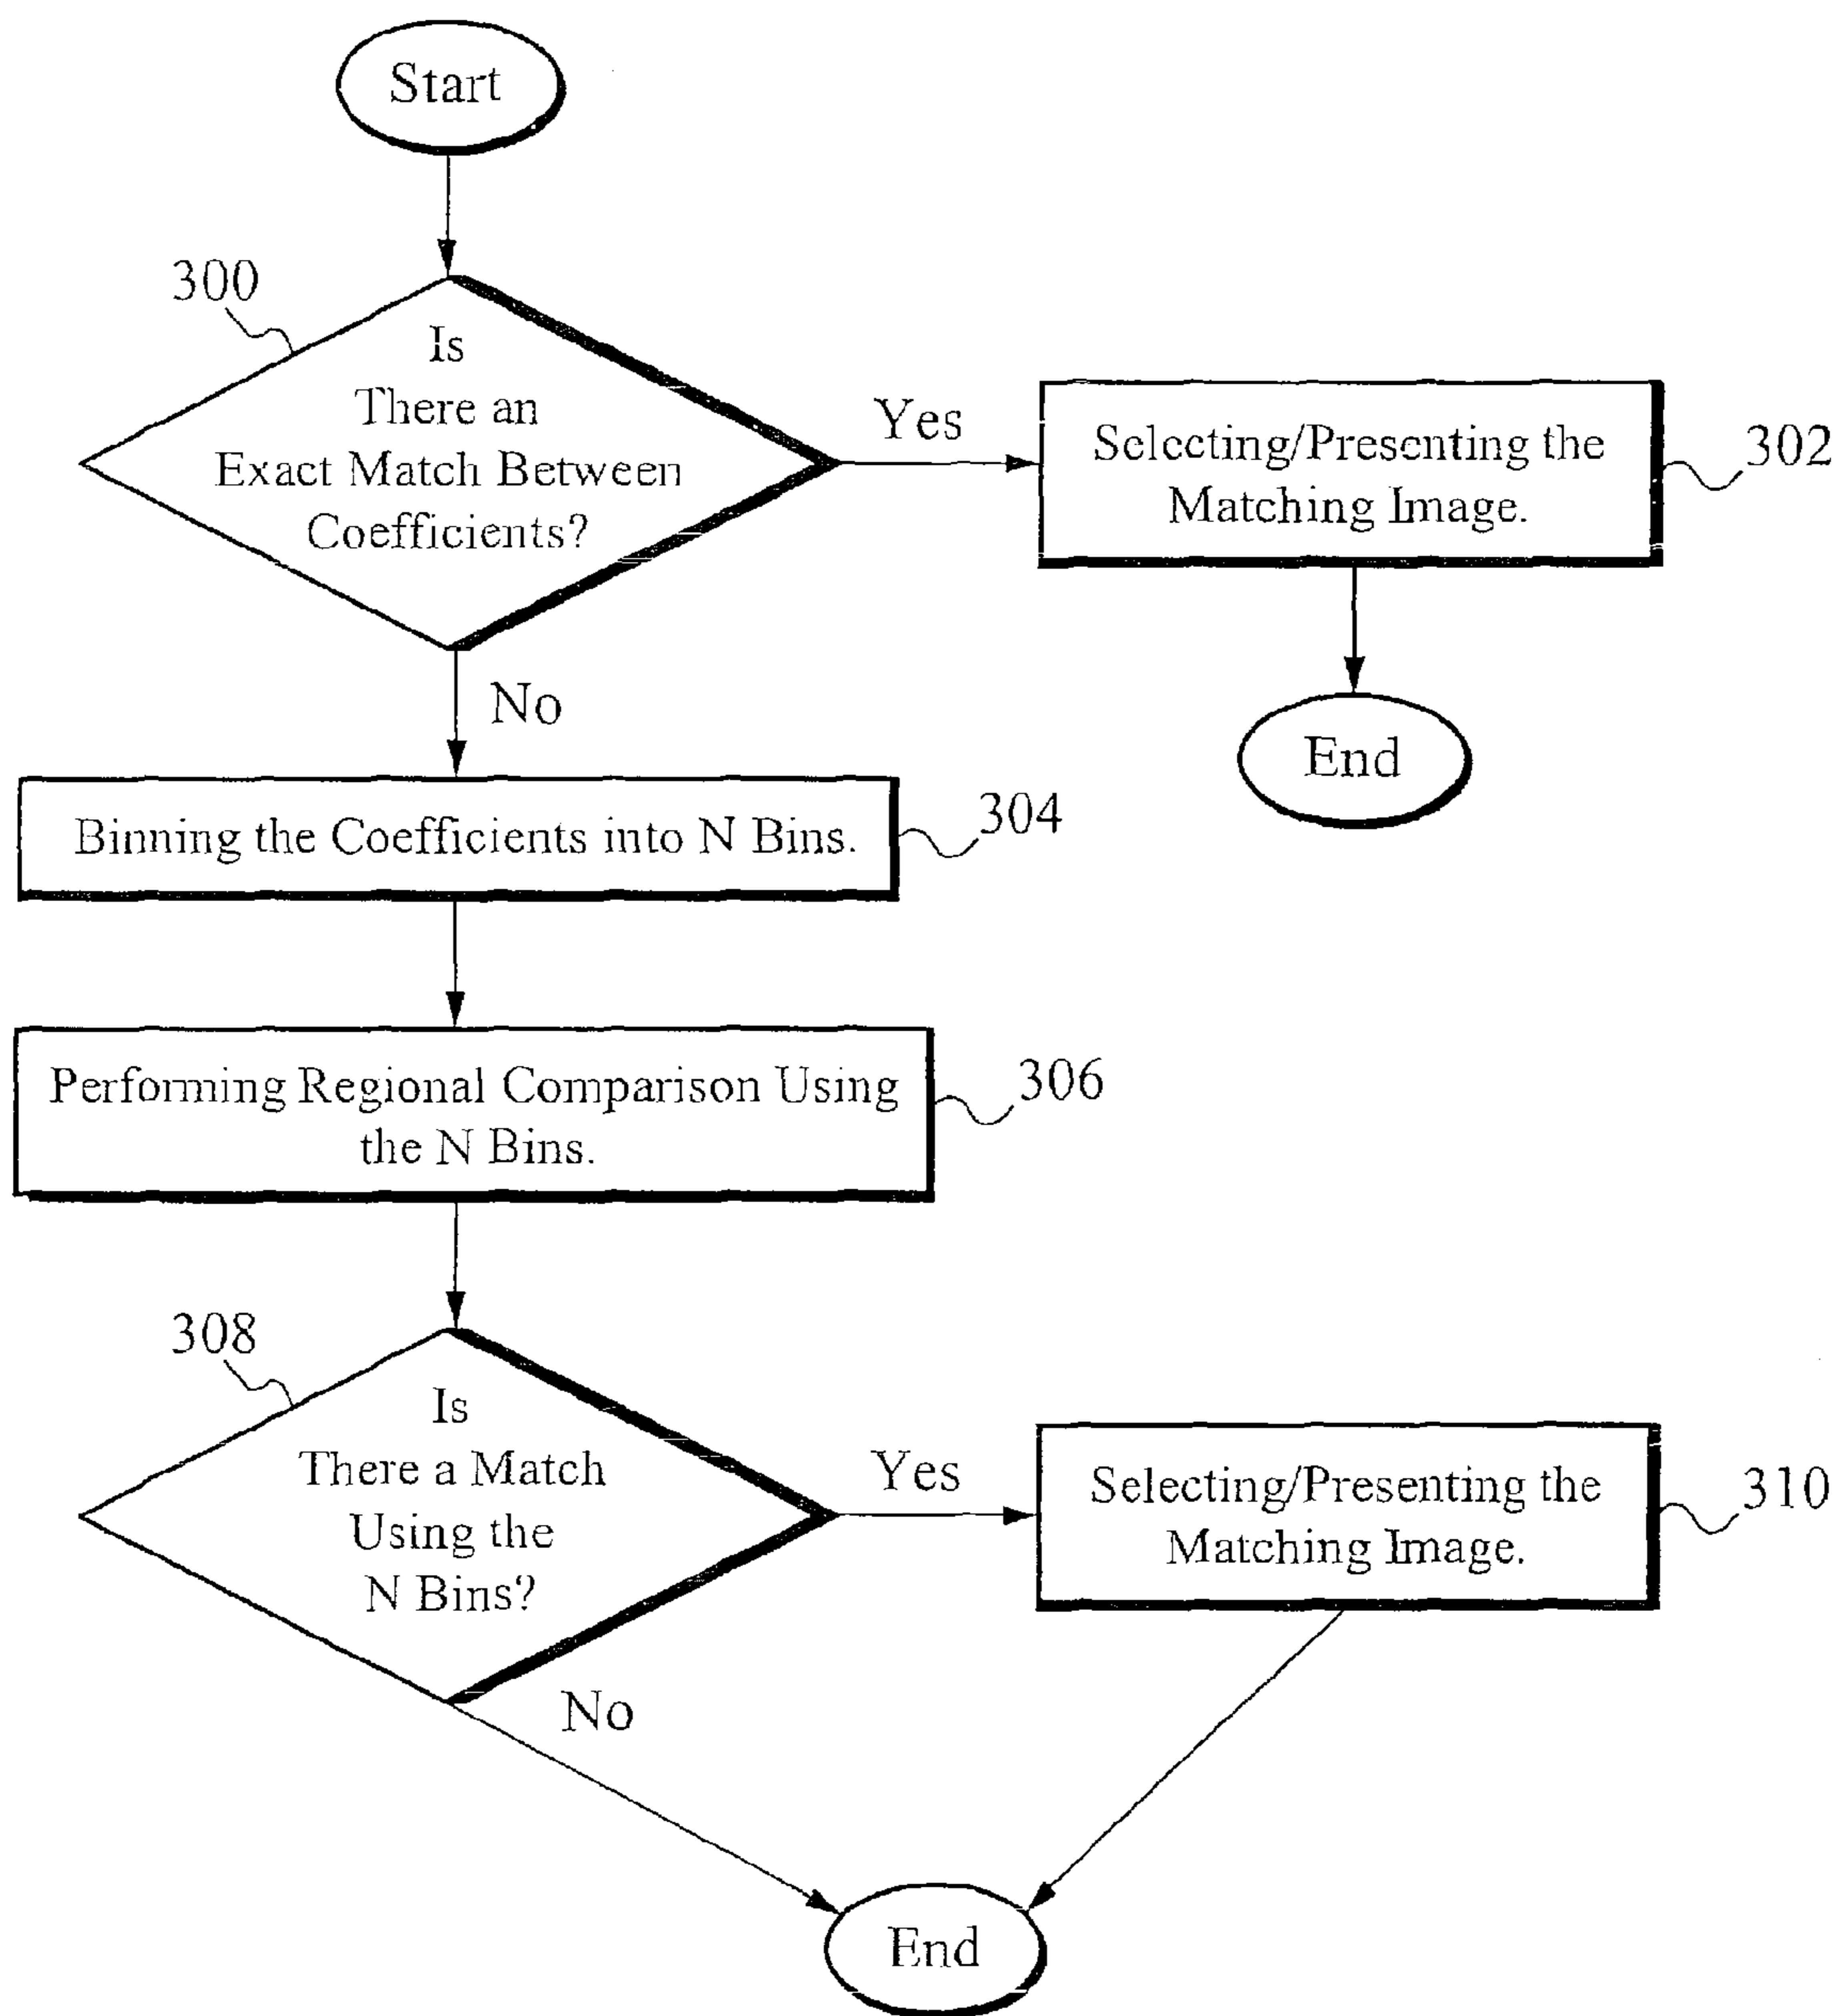 Start
300
Is
There an
Exact Match Between
Coefficients?
Yes
Selecting/Presenting the
Matching Image.
302
No
End
Binning the Coefficients into N Bins.
304
Performing Regional Comparison Using
the N Bins.
306
308
Is
There a Match
Using the
N Bins?
Yes
Selecting/Presenting the
Matching Image.
310
No
End